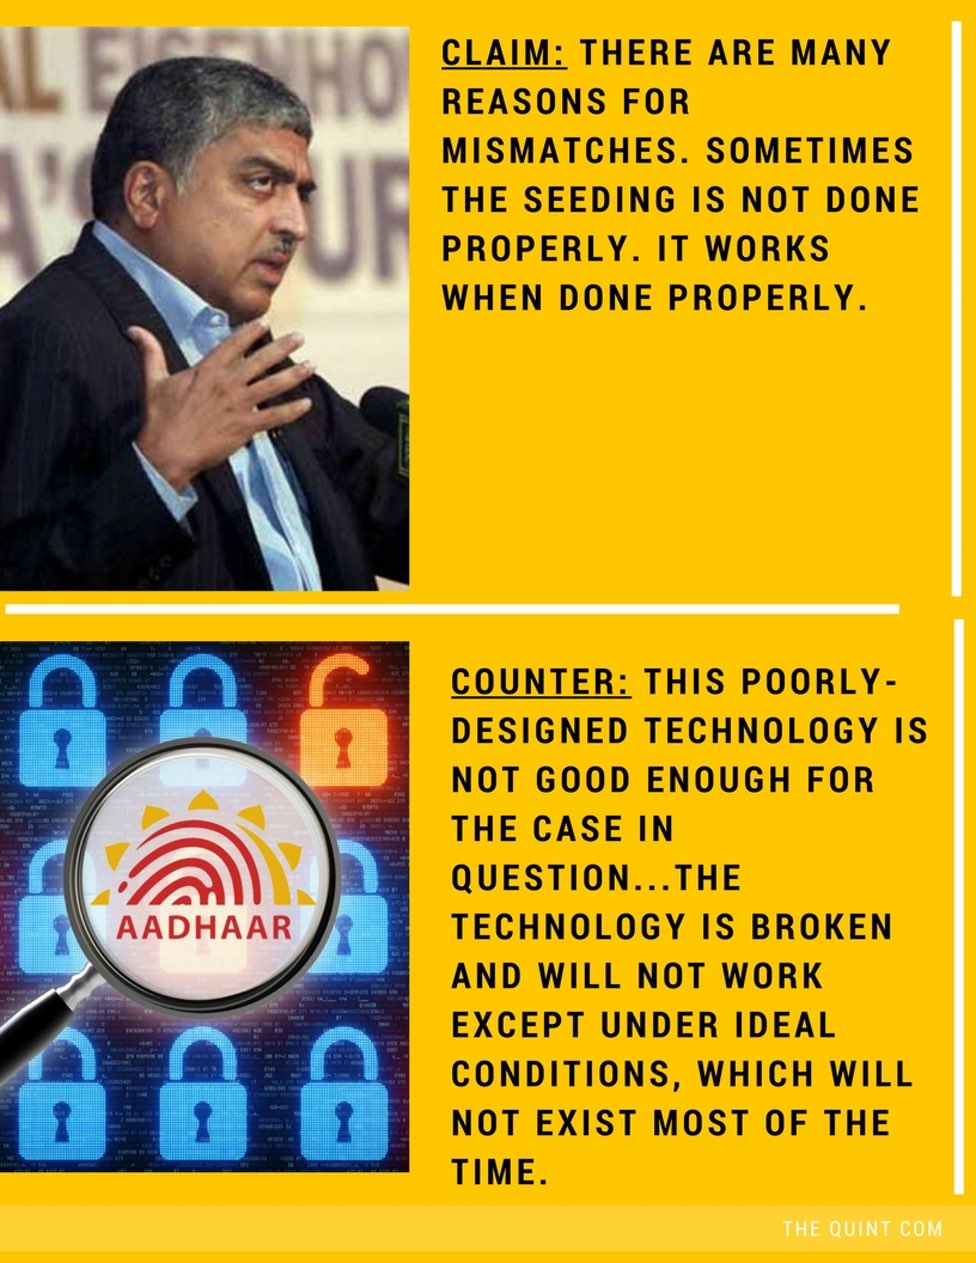 CLAIM: THERE ARE MANY
REASONS FOR
MISMATCHES. SOMETIMES
THE SEEDING IS NOT DONE
PROPERLY. IT WORKS
WHEN DONE PROPERLY.
COUNTER: THIS POORLY-
DESIGNED TECHNOLOGY IS
NOT GOOD ENOUGH FOR
THE CASE IN
QUESTION...THE
TECHNOLOGY IS BROKEN
AND WILL NOT WORK
EXCEPT UNDER IDEAL
CONDITIONS, WHICH WILL
NOT EXIST MOST OF THE
TIME.
AADHAAR
THE QUINT COM